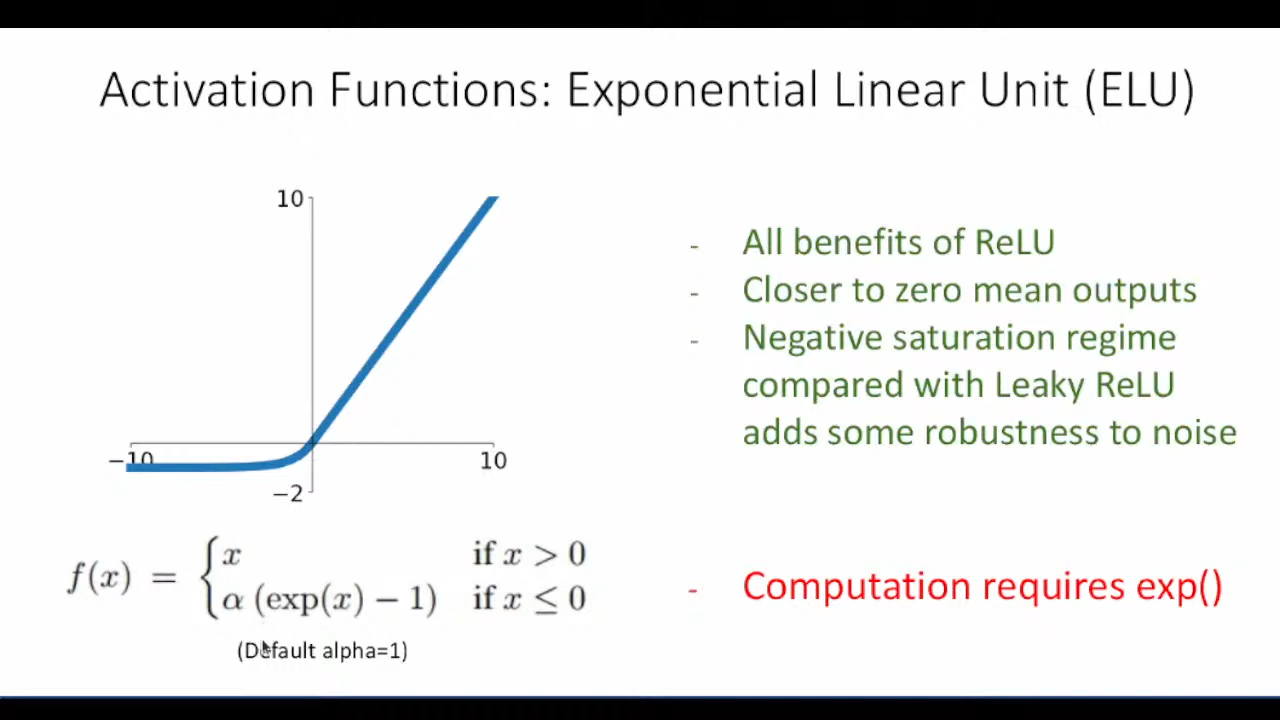 Activation Functions: Exponential Linear Unit (ELU)
10
−10
10
−2
- All benefits of ReLU
- Closer to zero mean outputs
- Negative saturation regime
compared with Leaky ReLU
adds some robustness to noise
f(x) = { x if x > 0
α (exp(x) − 1) if x ≤ 0
(Default alpha=1)
- Computation requires exp()